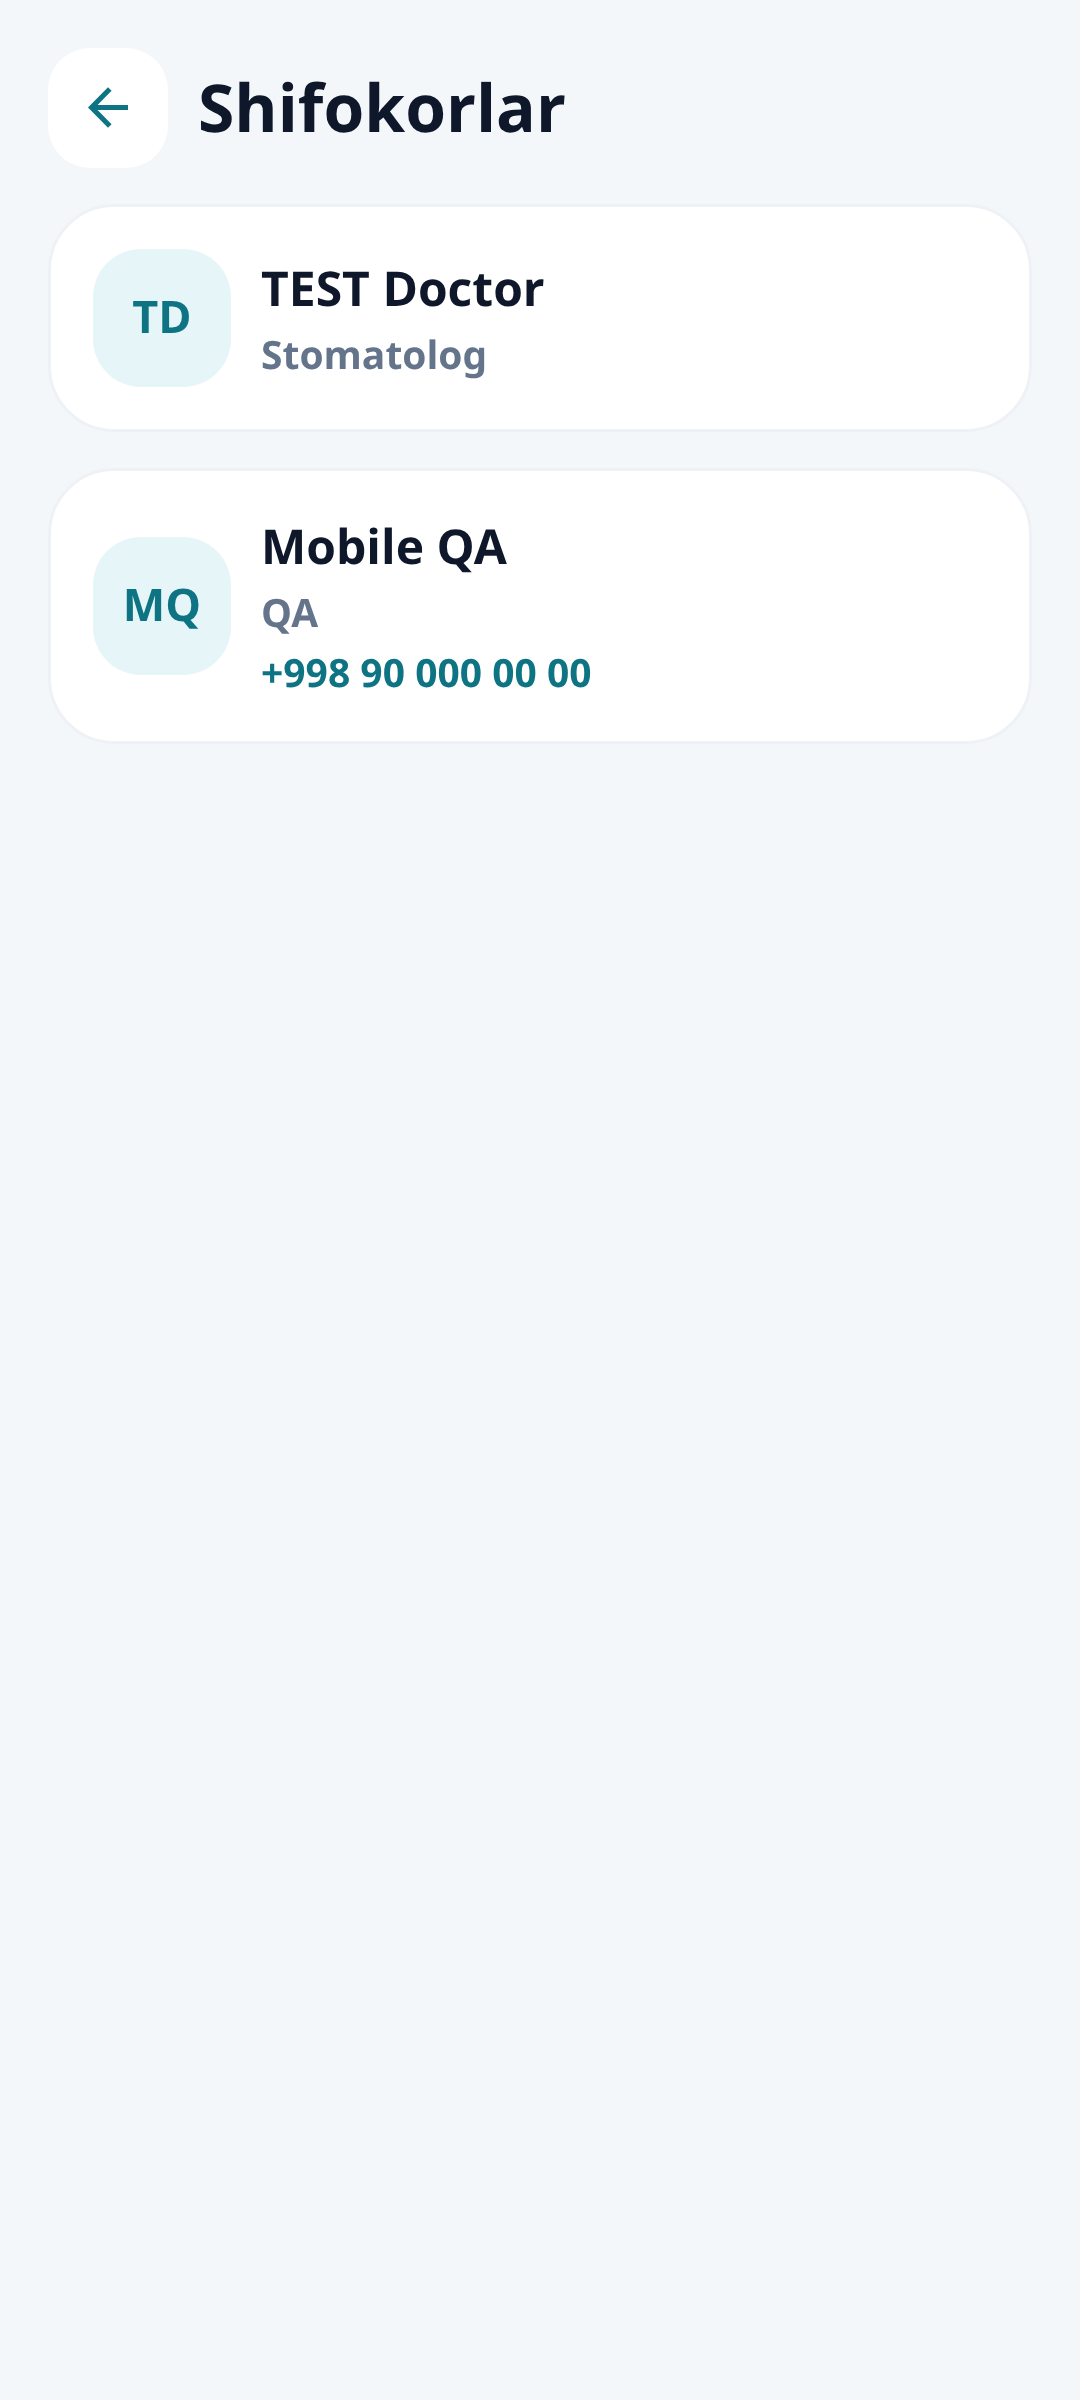 Shifokorlar
TD
TEST Doctor
Stomatolog
MQ
Mobile QA
QA
+998 90 000 00 00